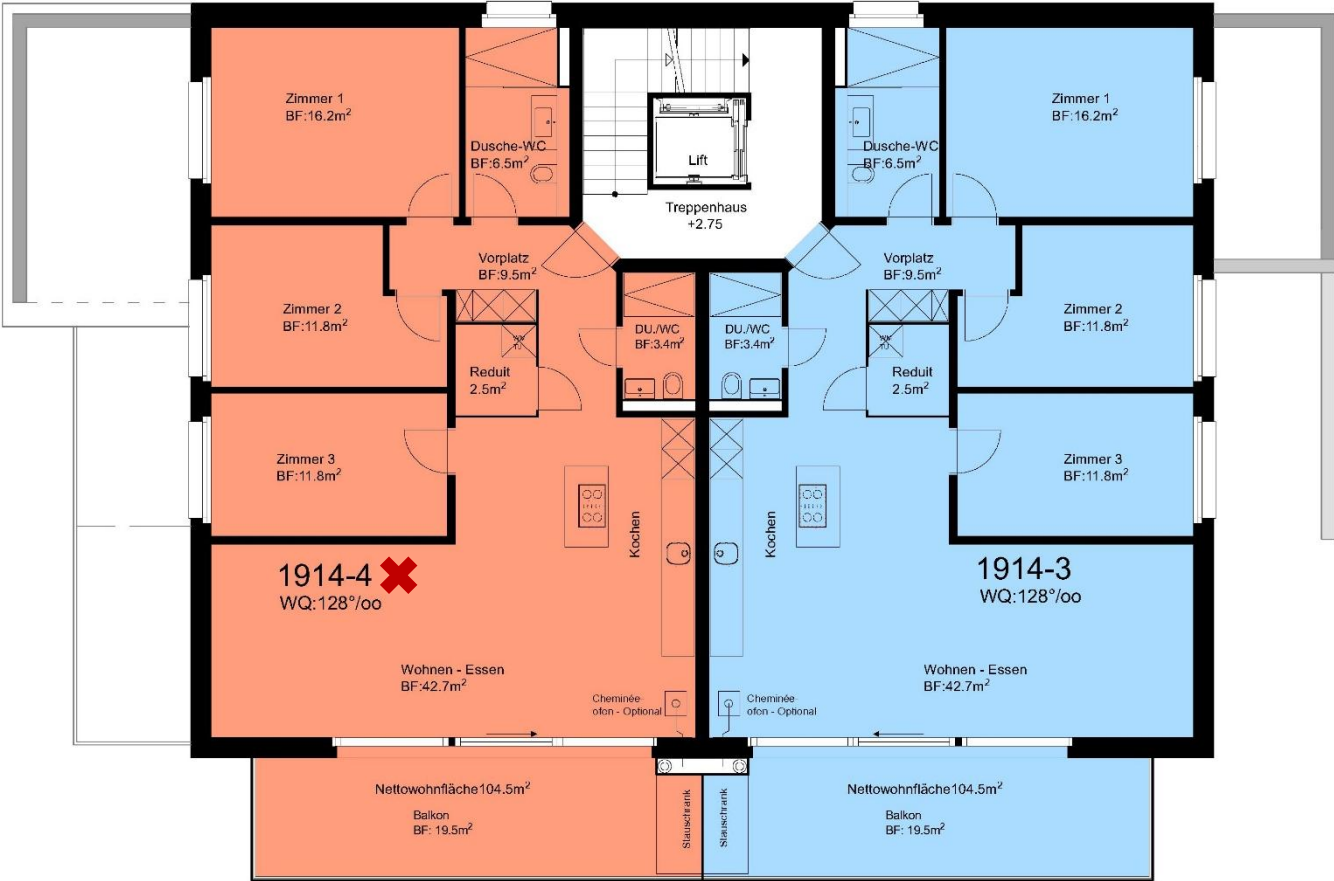 Zimmer 1
BF:16.2m²
Dusche-WC
BF:6.5m²
Lift
Treppenhaus
+2.75
Dusche-WC
BF:6.5m²
Zimmer 1
BF:16.2m²
Vorplatz
BF:9.5m²
Vorplatz
BF:9.5m²
Zimmer 2
BF:11.8m²
DU./WC
BF:3.4m²
DU./WC
BF:3.4m²
Zimmer 2
BF:11.8m²
Reduit
2.5m²
Reduit
2.5m²
Zimmer 3
BF:11.8m²
Kochen
Kochen
Zimmer 3
BF:11.8m²
1914-4
WQ:128°/oo
1914-3
WQ:128°/oo
Wohnen - Essen
BF:42.7m²
Wohnen - Essen
BF:42.7m²
Cheminée
ofen - Optional
Cheminée
ofen - Optional
Nettowohnfläche104.5m²
Balkon
BF: 19.5m²
Stauschrank
Stauschrank
Nettowohnfläche104.5m²
Balkon
BF: 19.5m²